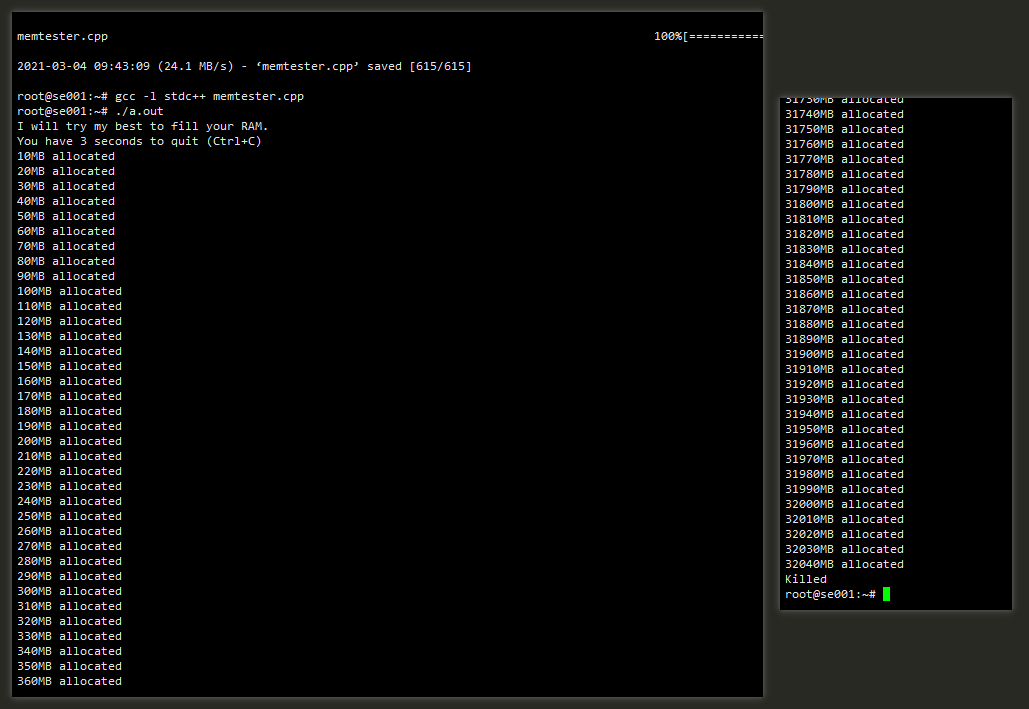 memtester.cpp 100%[===========
2021-03-04 09:43:09 (24.1 MB/s) - ‘memtester.cpp’ saved [615/615]
root@se001:~# gcc -l stdc++ memtester.cpp
root@se001:~# ./a.out
I will try my best to fill your RAM.
You have 3 seconds to quit (Ctrl+C)
10MB allocated
20MB allocated
30MB allocated
40MB allocated
50MB allocated
60MB allocated
70MB allocated
80MB allocated
90MB allocated
100MB allocated
110MB allocated
120MB allocated
130MB allocated
140MB allocated
150MB allocated
160MB allocated
170MB allocated
180MB allocated
190MB allocated
200MB allocated
210MB allocated
220MB allocated
230MB allocated
240MB allocated
250MB allocated
260MB allocated
270MB allocated
280MB allocated
290MB allocated
300MB allocated
310MB allocated
320MB allocated
330MB allocated
340MB allocated
350MB allocated
360MB allocated
31730MB allocated
31740MB allocated
31750MB allocated
31760MB allocated
31770MB allocated
31780MB allocated
31790MB allocated
31800MB allocated
31810MB allocated
31820MB allocated
31830MB allocated
31840MB allocated
31850MB allocated
31860MB allocated
31870MB allocated
31880MB allocated
31890MB allocated
31900MB allocated
31910MB allocated
31920MB allocated
31930MB allocated
31940MB allocated
31950MB allocated
31960MB allocated
31970MB allocated
31980MB allocated
31990MB allocated
32000MB allocated
32010MB allocated
32020MB allocated
32030MB allocated
32040MB allocated
Killed
root@se001:~#